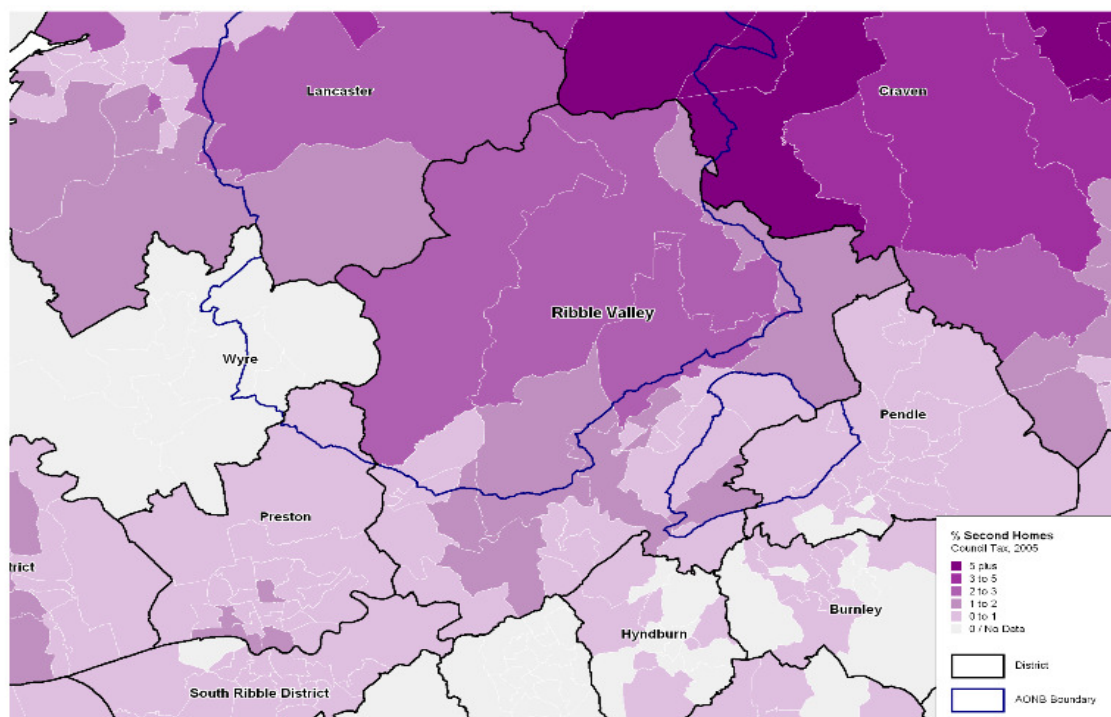 Lancaster
Craven
Ribble Valley
Wyre
Pendle
Preston
trict
Burnley
Hyndburn
South Ribble District
% Second Homes
Council Tax, 2005
5 plus
3 to 5
2 to 3
1 to 2
0 to 1
0 / No Data
District
AONB Boundary